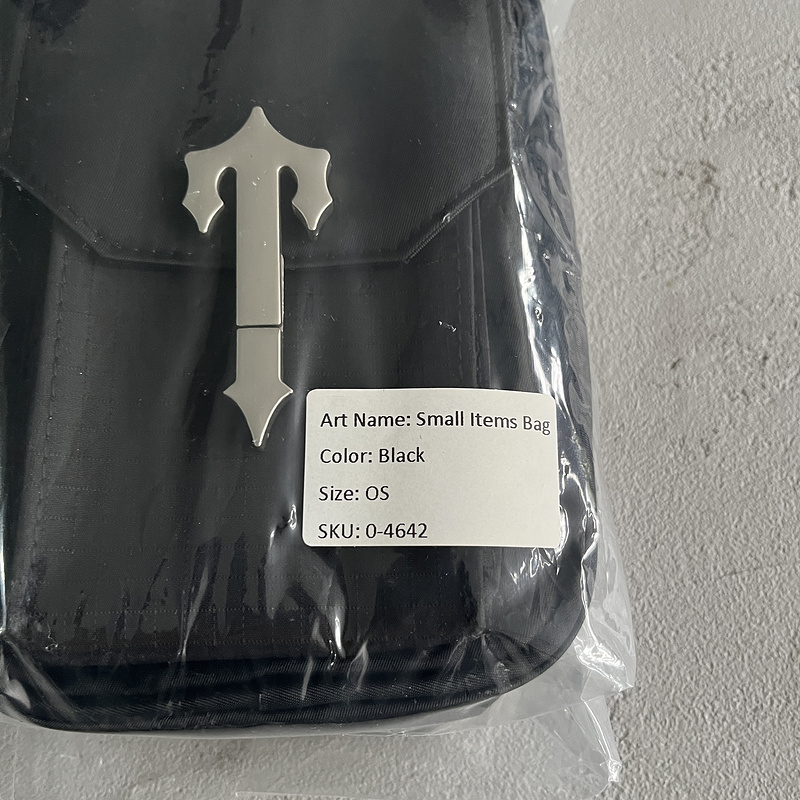 Art Name: Small Items Bag
Color: Black
Size: OS
SKU: 0-4642